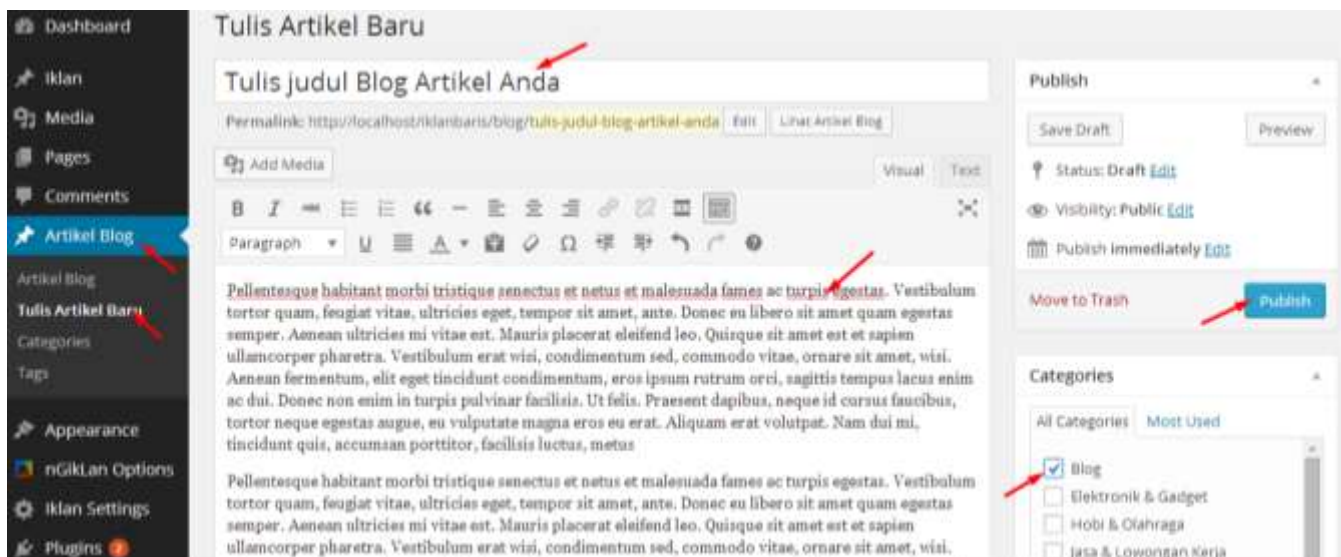 Dashboard
Iklan
Media
Pages
Comments
Artikel Blog
Artikel Blog
Tulis Artikel Baru
Categories
Tags
Appearance
nGikLan Options
Iklan Settings
Plugins 2
Tulis Artikel Baru
Tulis judul Blog Artikel Anda
Permalink: http://localhost/iklanbaris/blog/tulis-judul-blog-artikel-anda Edit Lihat Artikel Blog
Add Media
Visual Text
Paragraph
Pellentesque habitant morbi tristique senectus et netus et malesuada fames ac turpis egestas. Vestibulum
tortor quam, feugiat vitae, ultricies eget, tempor sit amet, ante. Donec eu libero sit amet quam egestas
semper. Aenean ultricies mi vitae est. Mauris placerat eleifend leo. Quisque sit amet est et sapien
ullamcorper pharetra. Vestibulum erat wisi, condimentum sed, commodo vitae, ornare sit amet, wisi.
Aenean fermentum, elit eget tincidunt condimentum, eros ipsum rutrum orci, sagittis tempus lacus enim
ac dui. Donec non enim in turpis pulvinar facilisis. Ut felis. Praesent dapibus, neque id cursus faucibus,
tortor neque egestas augue, eu vulputate magna eros eu erat. Aliquam erat volutpat. Nam dui mi,
tincidunt quis, accumsan porttitor, facilisis luctus, metus
Pellentesque habitant morbi tristique senectus et netus et malesuada fames ac turpis egestas. Vestibulum
tortor quam, feugiat vitae, ultricies eget, tempor sit amet, ante. Donec eu libero sit amet quam egestas
semper. Aenean ultricies mi vitae est. Mauris placerat eleifend leo. Quisque sit amet est et sapien
ullamcorper pharetra. Vestibulum erat wisi, condimentum sed, commodo vitae, ornare sit amet, wisi.
Publish
Save Draft Preview
Status: Draft Edit
Visibility: Public Edit
Publish immediately Edit
Move to Trash Publish
Categories
All Categories Most Used
Blog
Elektronik & Gadget
Hobi & Olahraga
Jasa & Lowongan Kerja